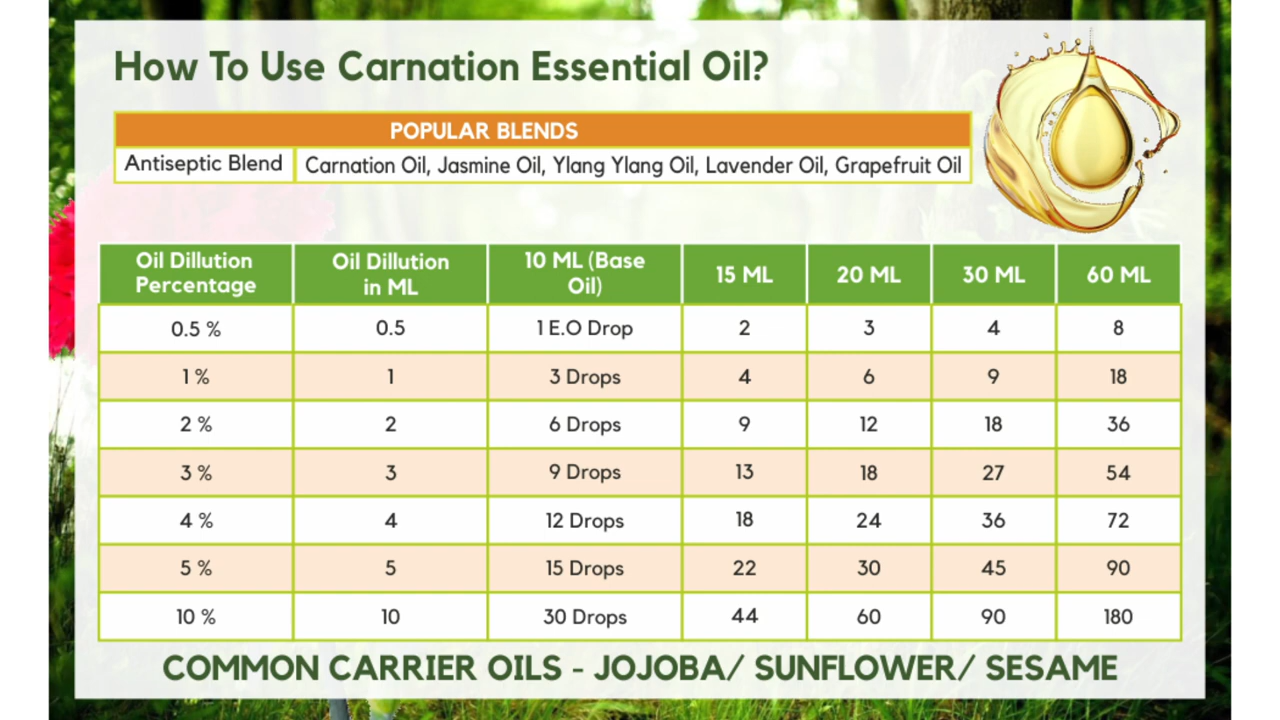 How To Use Carnation Essential Oil?
POPULAR BLENDS
Antiseptic Blend Carnation Oil, Jasmine Oil, Ylang Ylang Oil, Lavender Oil, Grapefruit Oil
Oil Dillution Percentage Oil Dillution in ML 10 ML (Base Oil) 15 ML 20 ML 30 ML 60 ML
0.5 % 0.5 1 E.O Drop 2 3 4 8
1 % 1 3 Drops 4 6 9 18
2 % 2 6 Drops 9 12 18 36
3 % 3 9 Drops 13 18 27 54
4 % 4 12 Drops 18 24 36 72
5 % 5 15 Drops 22 30 45 90
10 % 10 30 Drops 44 60 90 180
COMMON CARRIER OILS - JOJOBA/ SUNFLOWER/ SESAME